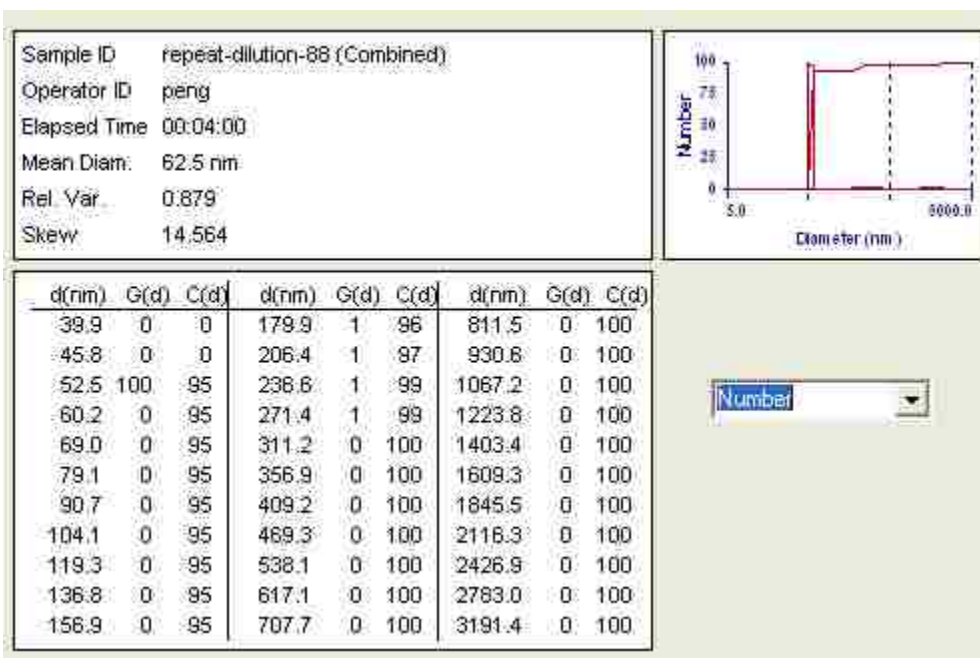 Sample ID repeat-dilution-88 (Combined)
Operator ID peng
Elapsed Time 00:04:00
Mean Diam. 62.5 nm
Rel. Var. 0.879
Skew 14.564
Number
100
75
50
25
0
5.0 6000.0
Diameter (nm)
d(nm) G(d) C(d) d(nm) G(d) C(d) d(nm) G(d) C(d)
39.9 0 0 179.9 1 96 811.5 0 100
45.8 0 0 206.4 1 97 930.6 0 100
52.5 100 95 236.6 1 99 1067.2 0 100
60.2 0 95 271.4 1 99 1223.8 0 100
69.0 0 95 311.2 0 100 1403.4 0 100
79.1 0 95 356.9 0 100 1609.3 0 100
90.7 0 95 409.2 0 100 1845.5 0 100
104.1 0 95 469.3 0 100 2116.3 0 100
119.3 0 95 538.1 0 100 2426.9 0 100
136.8 0 95 617.1 0 100 2783.0 0 100
156.9 0 95 707.7 0 100 3191.4 0 100
Number